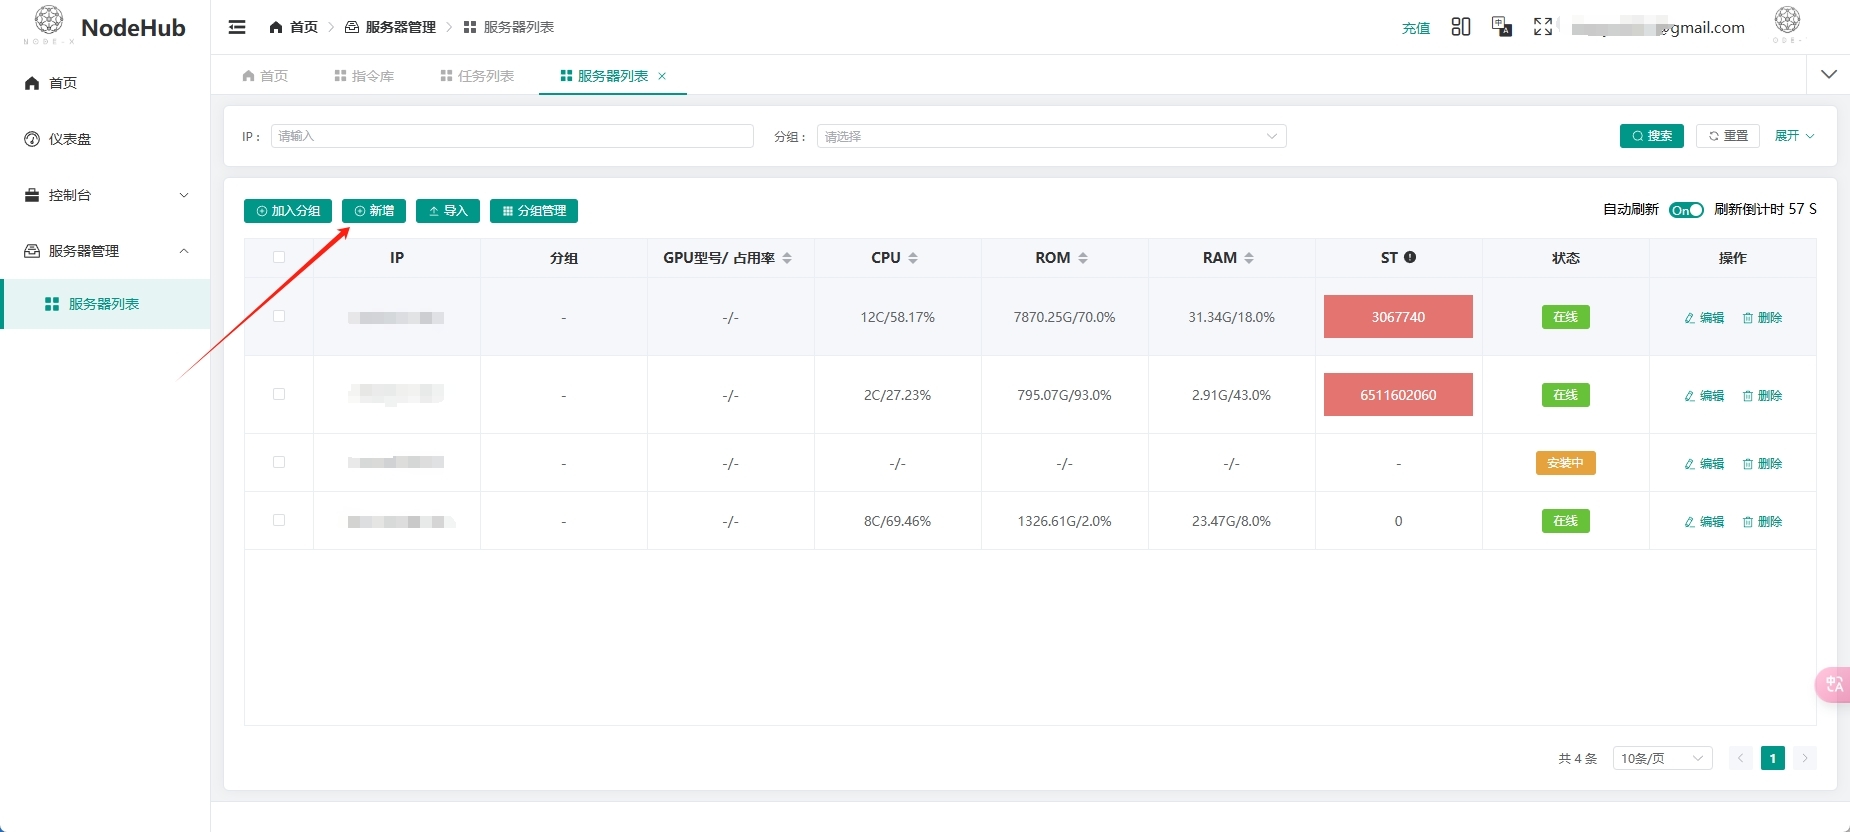 NODE-X
NodeHub
首页
仪表盘
控制台
服务器管理
服务器列表
首页 服务器管理 服务器列表
充值
@gmail.com
首页 指令库 任务列表 服务器列表
IP： 请输入 分组： 请选择 搜索 重置 展开
加入分组 新增 导入 分组管理 自动刷新 On 刷新倒计时 57 S
IP 分组 GPU型号/ 占用率 CPU ROM RAM ST 状态 操作
- -/- 12C/58.17% 7870.25G/70.0% 31.34G/18.0% 3067740 在线 编辑 删除
- -/- 2C/27.23% 795.07G/93.0% 2.91G/43.0% 6511602060 在线 编辑 删除
- -/- -/- -/- -/- - 安装中 编辑 删除
- -/- 8C/69.46% 1326.61G/2.0% 23.47G/8.0% 0 在线 编辑 删除
共 4 条 10条/页 1